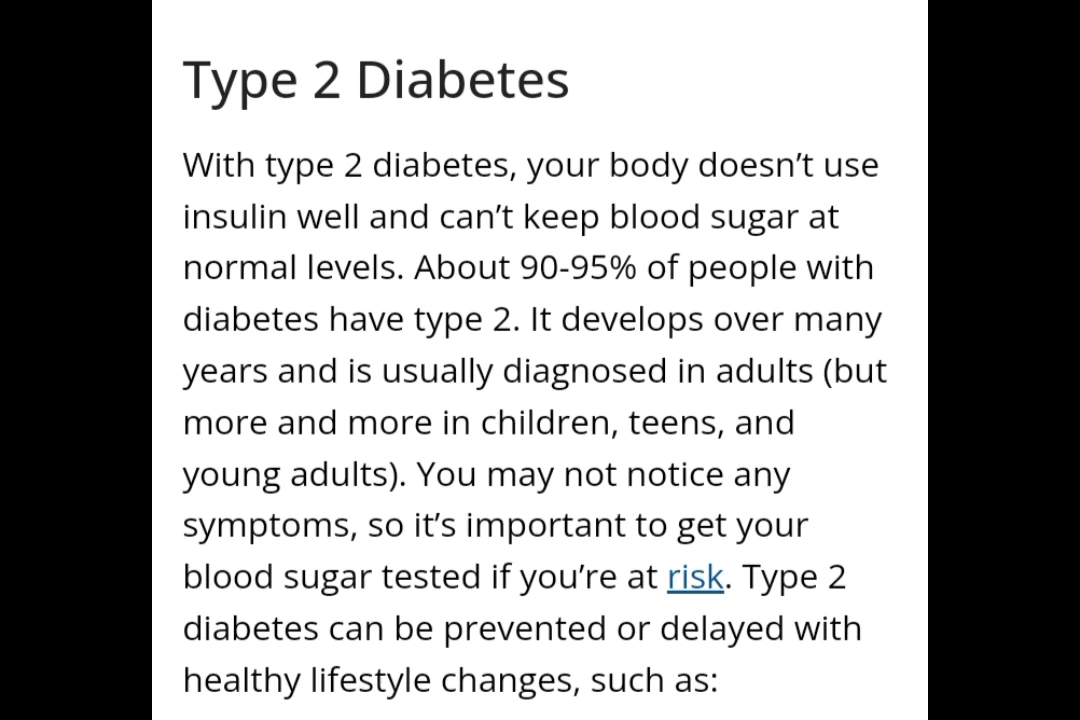 Type 2 Diabetes
With type 2 diabetes, your body doesn’t use
insulin well and can’t keep blood sugar at
normal levels. About 90-95% of people with
diabetes have type 2. It develops over many
years and is usually diagnosed in adults (but
more and more in children, teens, and
young adults). You may not notice any
symptoms, so it’s important to get your
blood sugar tested if you’re at risk. Type 2
diabetes can be prevented or delayed with
healthy lifestyle changes, such as: